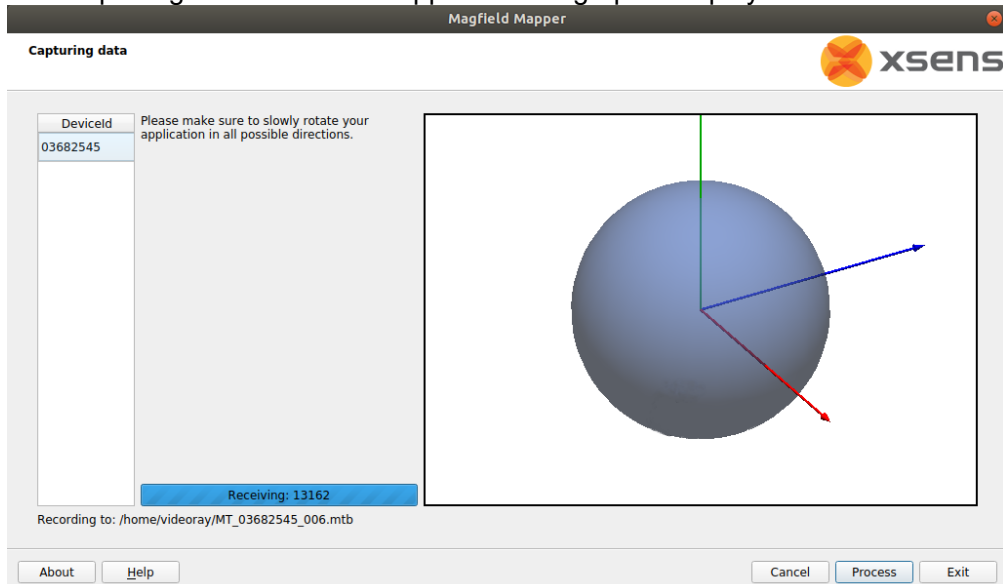 Magfield Mapper
Capturing data
xsens
DeviceId
03682545
Please make sure to slowly rotate your
application in all possible directions.
Receiving: 13162
Recording to: /home/videoray/MT_03682545_006.mtb
About
Help
Cancel
Process
Exit